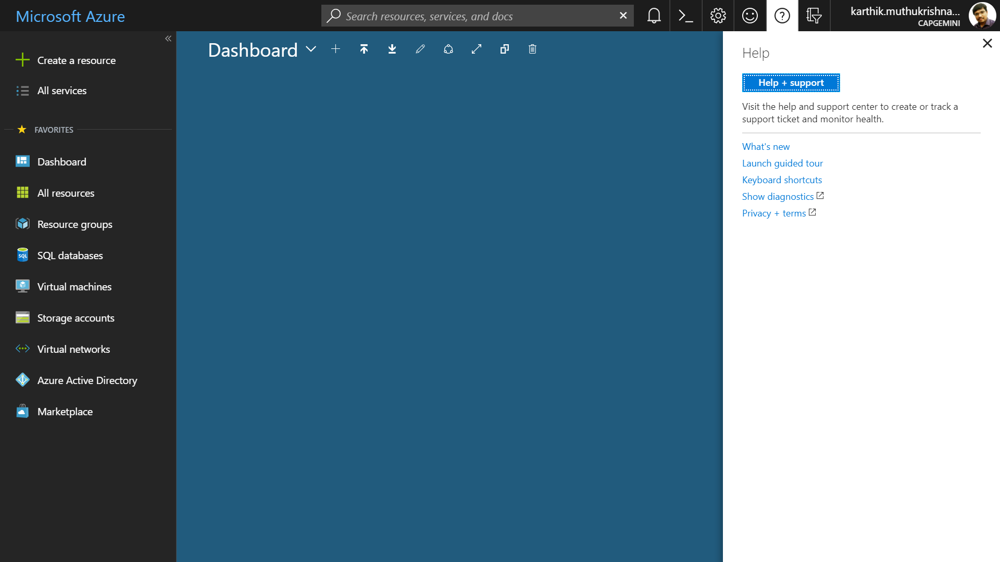 Microsoft Azure
Search resources, services, and docs
karthik.muthukrishna...
CAPGEMINI
Create a resource
All services
FAVORITES
Dashboard
All resources
Resource groups
SQL databases
SQL
Virtual machines
Storage accounts
Virtual networks
Azure Active Directory
Marketplace
Dashboard
Help
Help + support
Visit the help and support center to create or track a
support ticket and monitor health.
What's new
Launch guided tour
Keyboard shortcuts
Show diagnostics
Privacy + terms